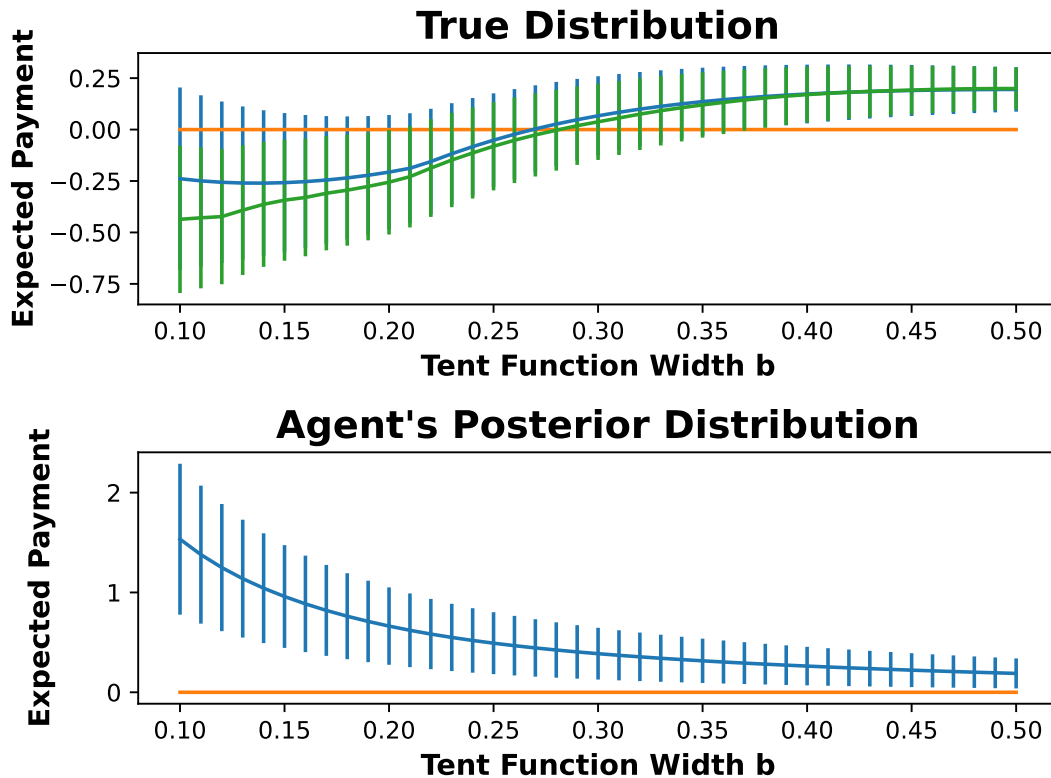 True Distribution
Expected Payment
0.25
0.00
−0.25
−0.50
−0.75
0.10 0.15 0.20 0.25 0.30 0.35 0.40 0.45 0.50
Tent Function Width b
Agent's Posterior Distribution
Expected Payment
2
1
0
0.10 0.15 0.20 0.25 0.30 0.35 0.40 0.45 0.50
Tent Function Width b